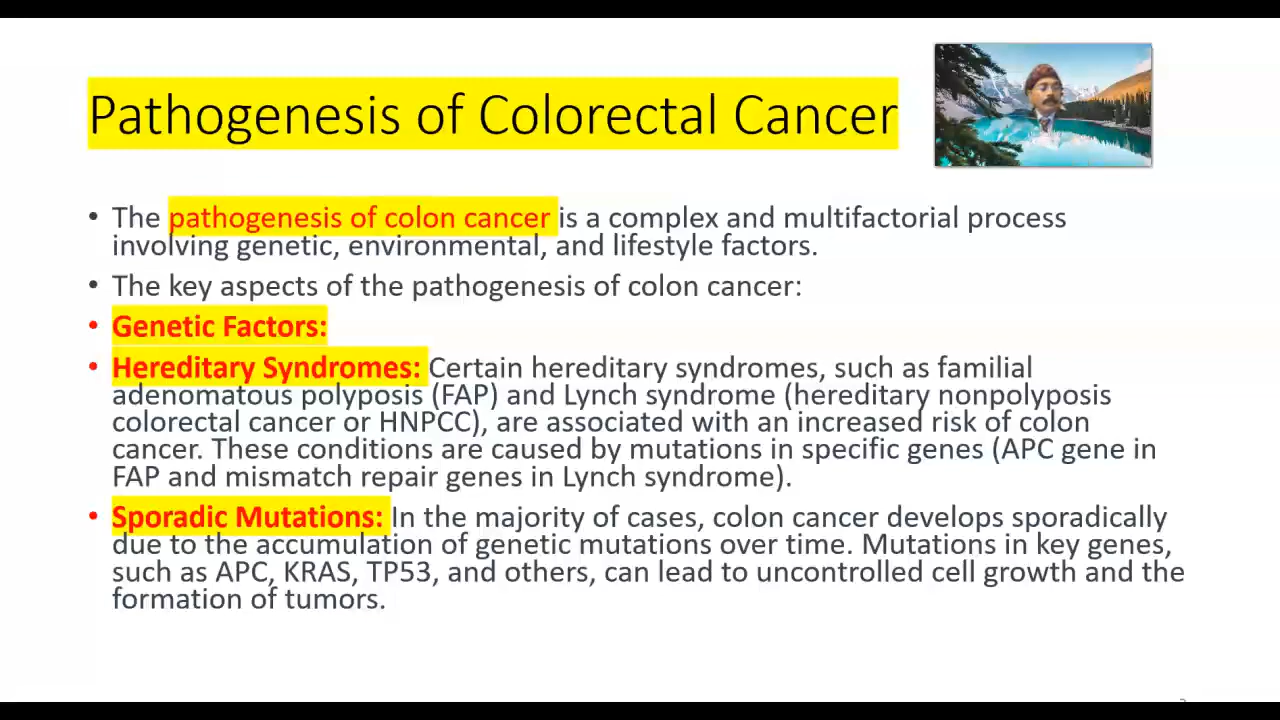 Pathogenesis of Colorectal Cancer
• The pathogenesis of colon cancer is a complex and multifactorial process
involving genetic, environmental, and lifestyle factors.
• The key aspects of the pathogenesis of colon cancer:
• Genetic Factors:
• Hereditary Syndromes: Certain hereditary syndromes, such as familial
adenomatous polyposis (FAP) and Lynch syndrome (hereditary nonpolyposis
colorectal cancer or HNPCC), are associated with an increased risk of colon
cancer. These conditions are caused by mutations in specific genes (APC gene in
FAP and mismatch repair genes in Lynch syndrome).
• Sporadic Mutations: In the majority of cases, colon cancer develops sporadically
due to the accumulation of genetic mutations over time. Mutations in key genes,
such as APC, KRAS, TP53, and others, can lead to uncontrolled cell growth and the
formation of tumors.